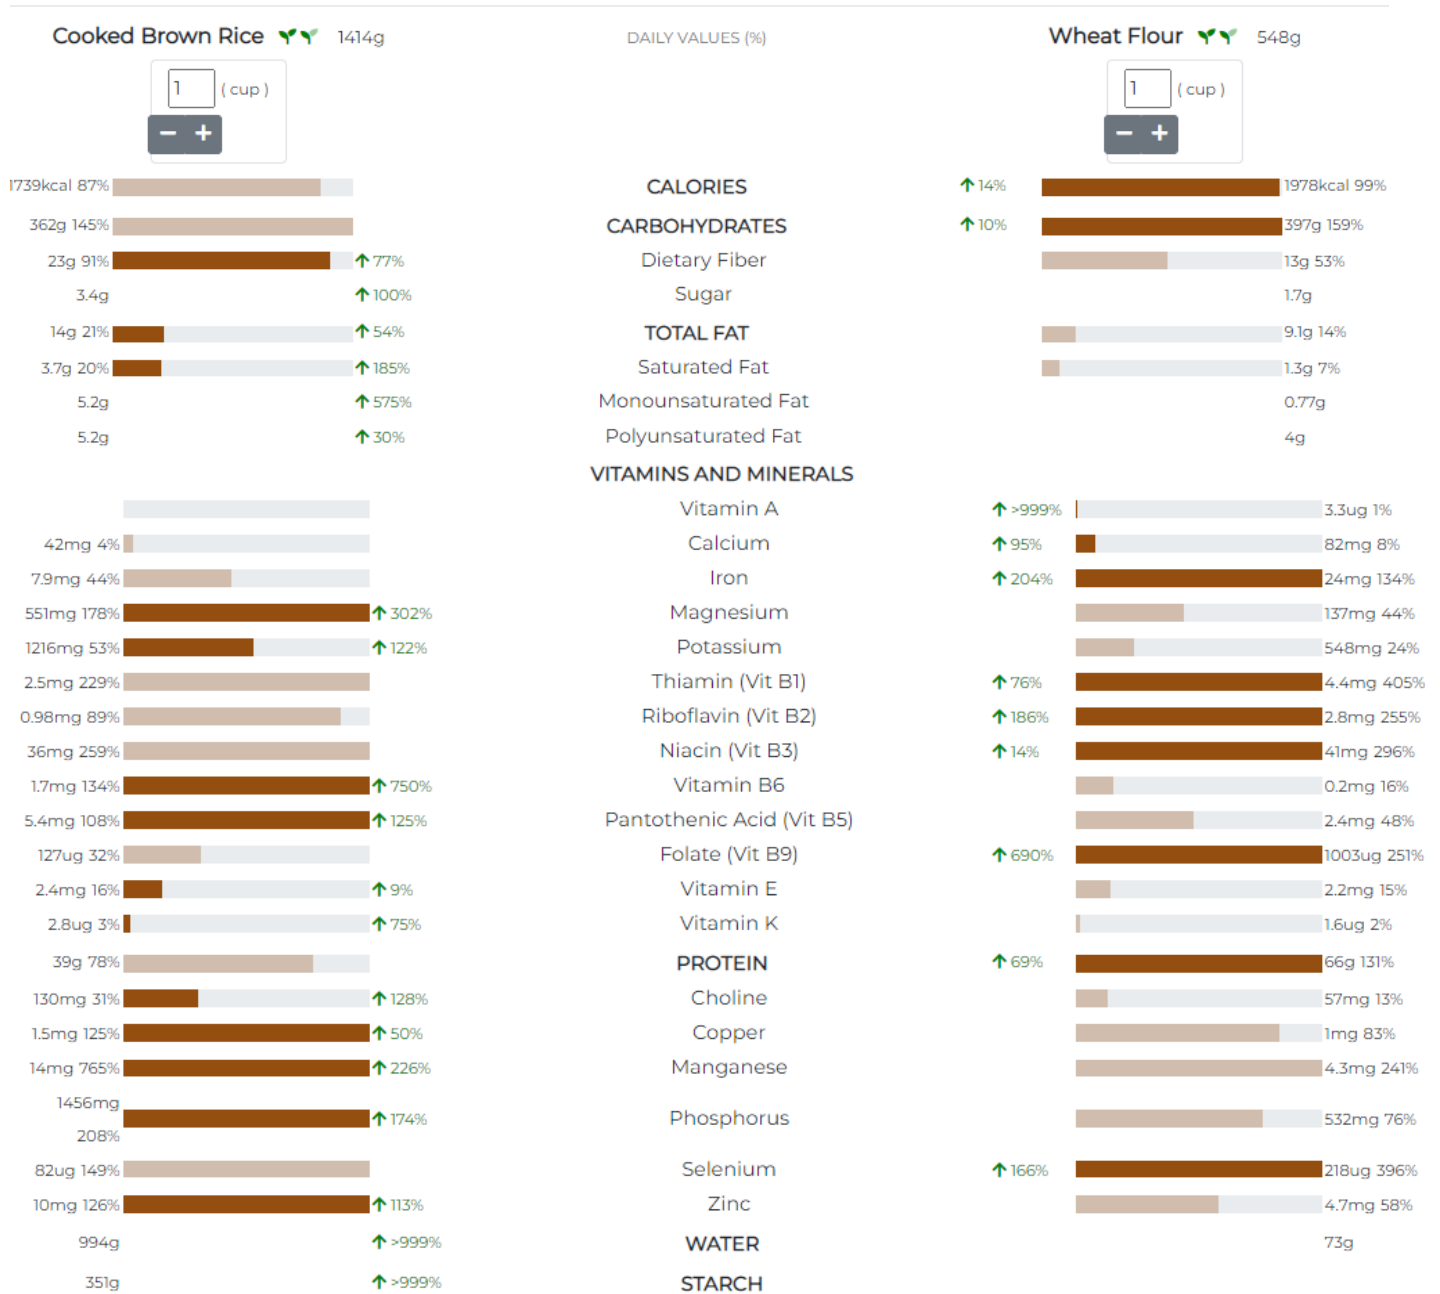 Cooked Brown Rice 1414g DAILY VALUES (%) Wheat Flour 548g
1 ( cup ) 1 ( cup )
− + − +
1739kcal 87% CALORIES 14% 1978kcal 99%
362g 145% CARBOHYDRATES 10% 397g 159%
23g 91% 77% Dietary Fiber 13g 53%
3.4g 100% Sugar 1.7g
14g 21% 54% TOTAL FAT 9.1g 14%
3.7g 20% 185% Saturated Fat 1.3g 7%
5.2g 575% Monounsaturated Fat 0.77g
5.2g 30% Polyunsaturated Fat 4g
VITAMINS AND MINERALS
Vitamin A >999% 3.3ug 1%
42mg 4% Calcium 95% 82mg 8%
7.9mg 44% Iron 204% 24mg 134%
551mg 178% 302% Magnesium 137mg 44%
1216mg 53% 122% Potassium 548mg 24%
2.5mg 229% Thiamin (Vit B1) 76% 4.4mg 405%
0.98mg 89% Riboflavin (Vit B2) 186% 2.8mg 255%
36mg 259% Niacin (Vit B3) 14% 41mg 296%
1.7mg 134% 750% Vitamin B6 0.2mg 16%
5.4mg 108% 125% Pantothenic Acid (Vit B5) 2.4mg 48%
127ug 32% Folate (Vit B9) 690% 1003ug 251%
2.4mg 16% 9% Vitamin E 2.2mg 15%
2.8ug 3% 75% Vitamin K 1.6ug 2%
39g 78% PROTEIN 69% 66g 131%
130mg 31% 128% Choline 57mg 13%
1.5mg 125% 50% Copper 1mg 83%
14mg 765% 226% Manganese 4.3mg 241%
1456mg
208% 174% Phosphorus 532mg 76%
82ug 149% Selenium 166% 218ug 396%
10mg 126% 113% Zinc 4.7mg 58%
994g >999% WATER 73g
351g >999% STARCH